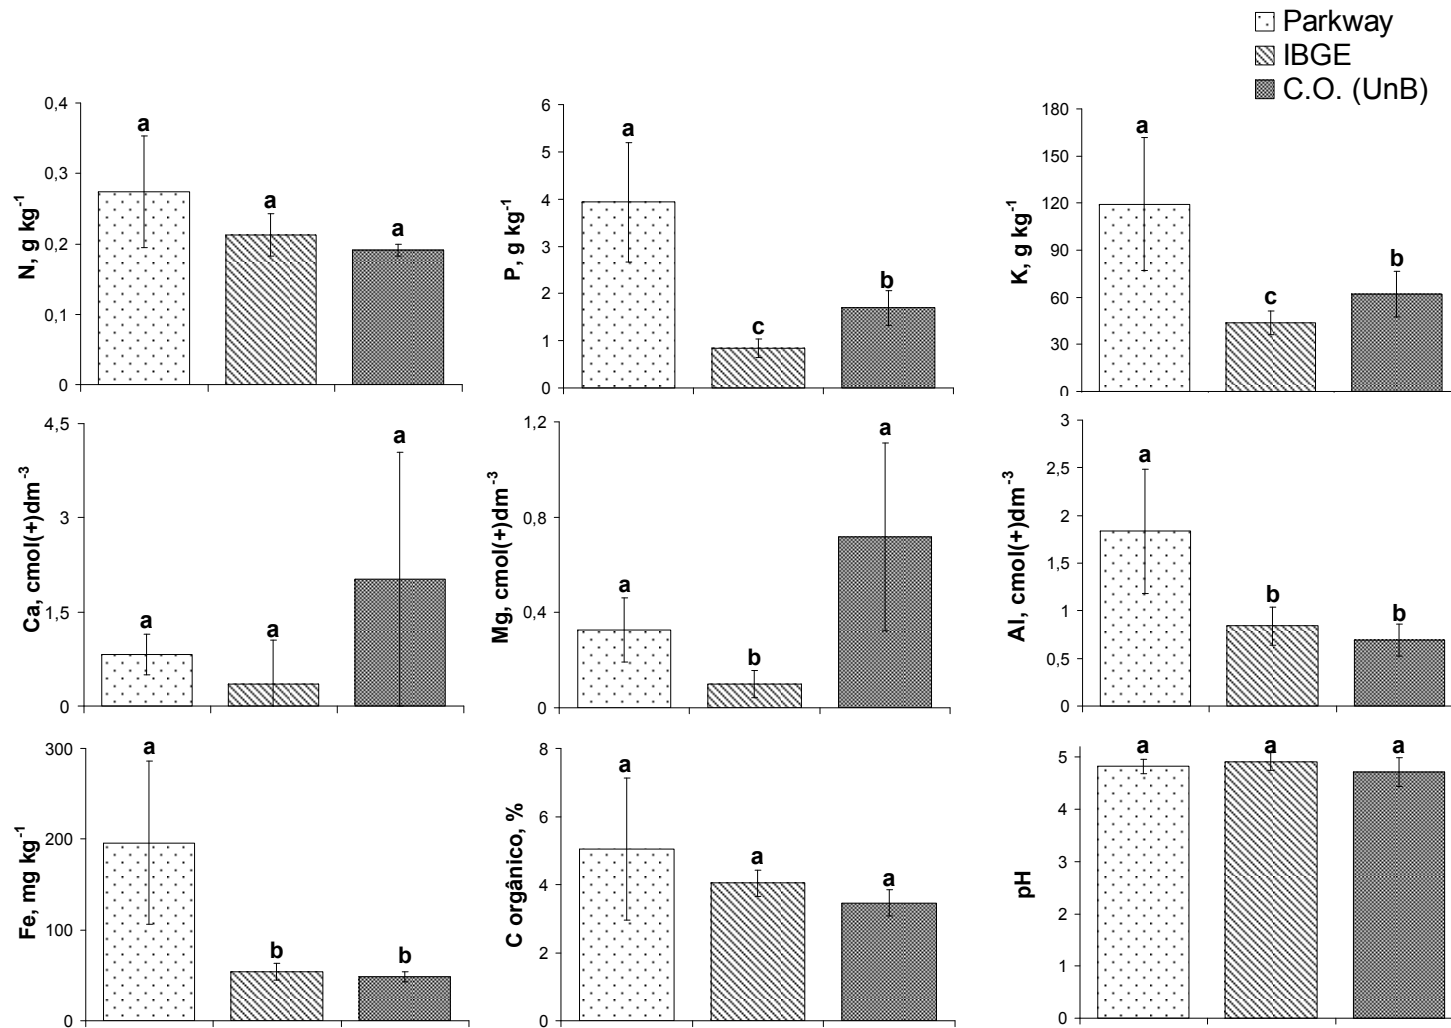 Parkway
IBGE
C.O. (UnB)
N, g kg-1
0,4
0,3
0,2
0,1
0
a
a
a
P, g kg-1
6
5
4
3
2
1
0
a
c
b
K, g kg-1
180
150
120
90
60
30
0
a
c
b
Ca, cmol(+)dm-3
4,5
3
1,5
0
a
a
a
Mg, cmol(+)dm-3
1,2
0,8
0,4
0
a
b
a
Al, cmol(+)dm-3
3
2,5
2
1,5
1
0,5
0
a
b
b
Fe, mg kg-1
300
200
100
0
a
b
b
C orgânico, %
8
6
4
2
0
a
a
a
pH
5
4
3
2
1
0
a
a
a